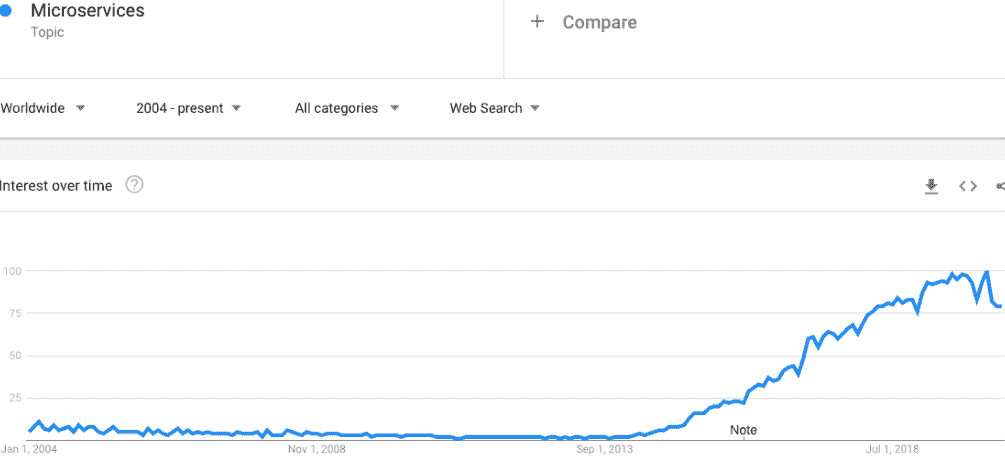 Microservices
Topic
+ Compare
Worldwide
2004 - present
All categories
Web Search
Interest over time ?
100
75
50
25
Note
Jan 1, 2004
Nov 1, 2008
Sep 1, 2013
Jul 1, 2018